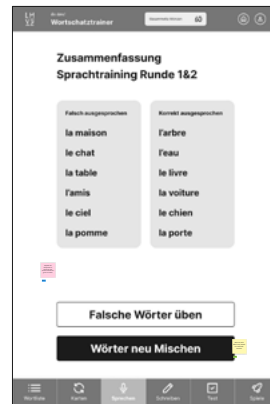 LM
12
Wortschatztrainer
60
Zusammenfassung
Sprachtraining Runde 1&2
Falsch ausgesprochen
la maison
le chat
la table
l'amis
le ciel
la pomme
Korrekt ausgesprochen
l'arbre
l'eau
le livre
la voiture
le chien
la porte
Falsche Wörter üben
Wörter neu Mischen
Wortliste
Karten
Sprechen
Schreiben
Test
Spiele